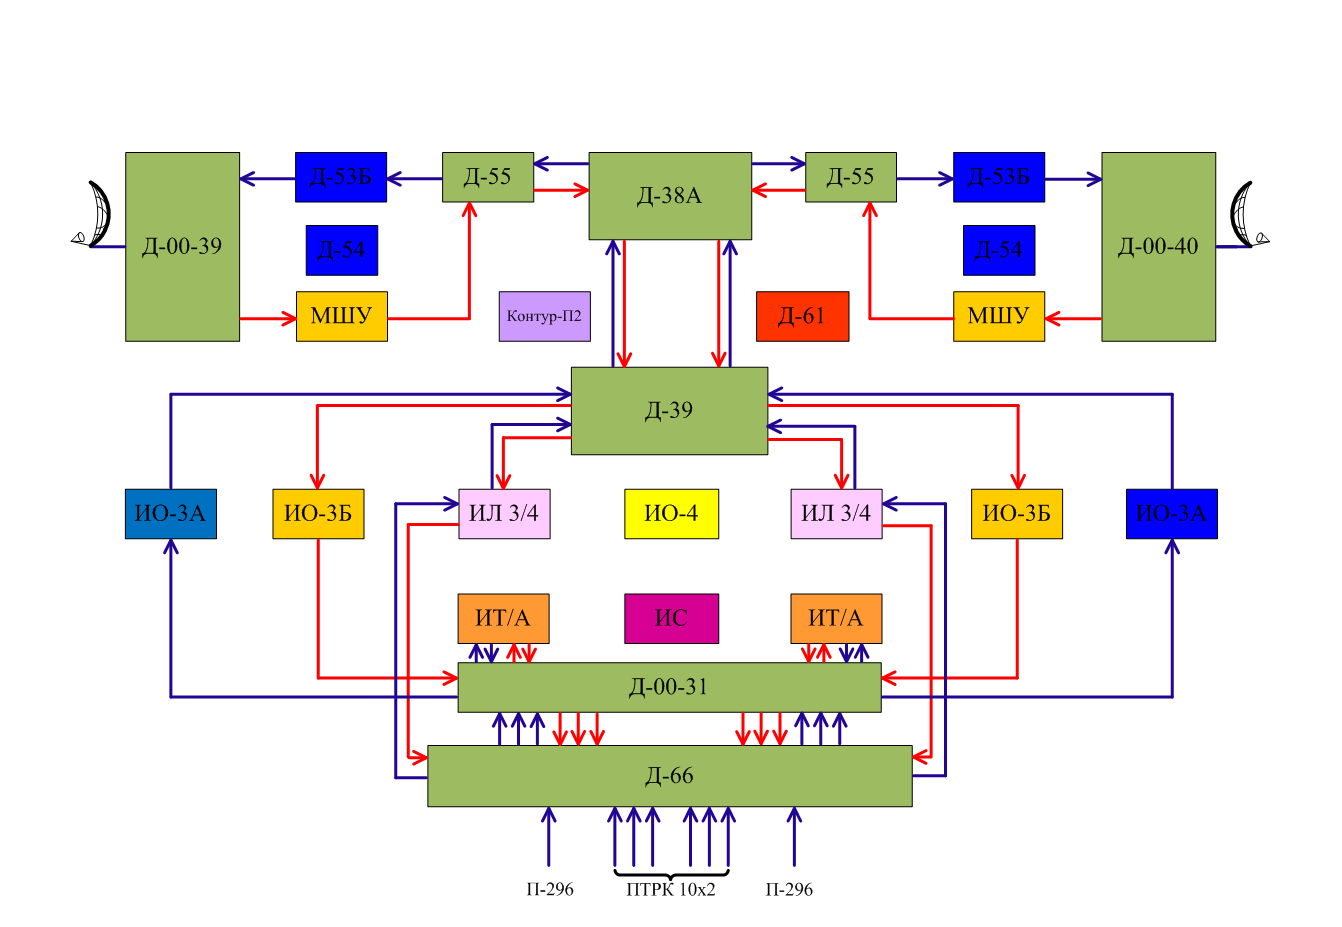 Д-53Б
Д-55
Д-38А
Д-55
Д-53Б
Д-00-39
Д-54
Д-54
Д-00-40
МШУ
Контур-П2
Д-61
МШУ
Д-39
ИО-3А
ИО-3Б
ИЛ 3/4
ИО-4
ИЛ 3/4
ИО-3Б
ИО-3А
ИТ/А
ИС
ИТ/А
Д-00-31
Д-66
П-296
ПТРК 10х2
П-296